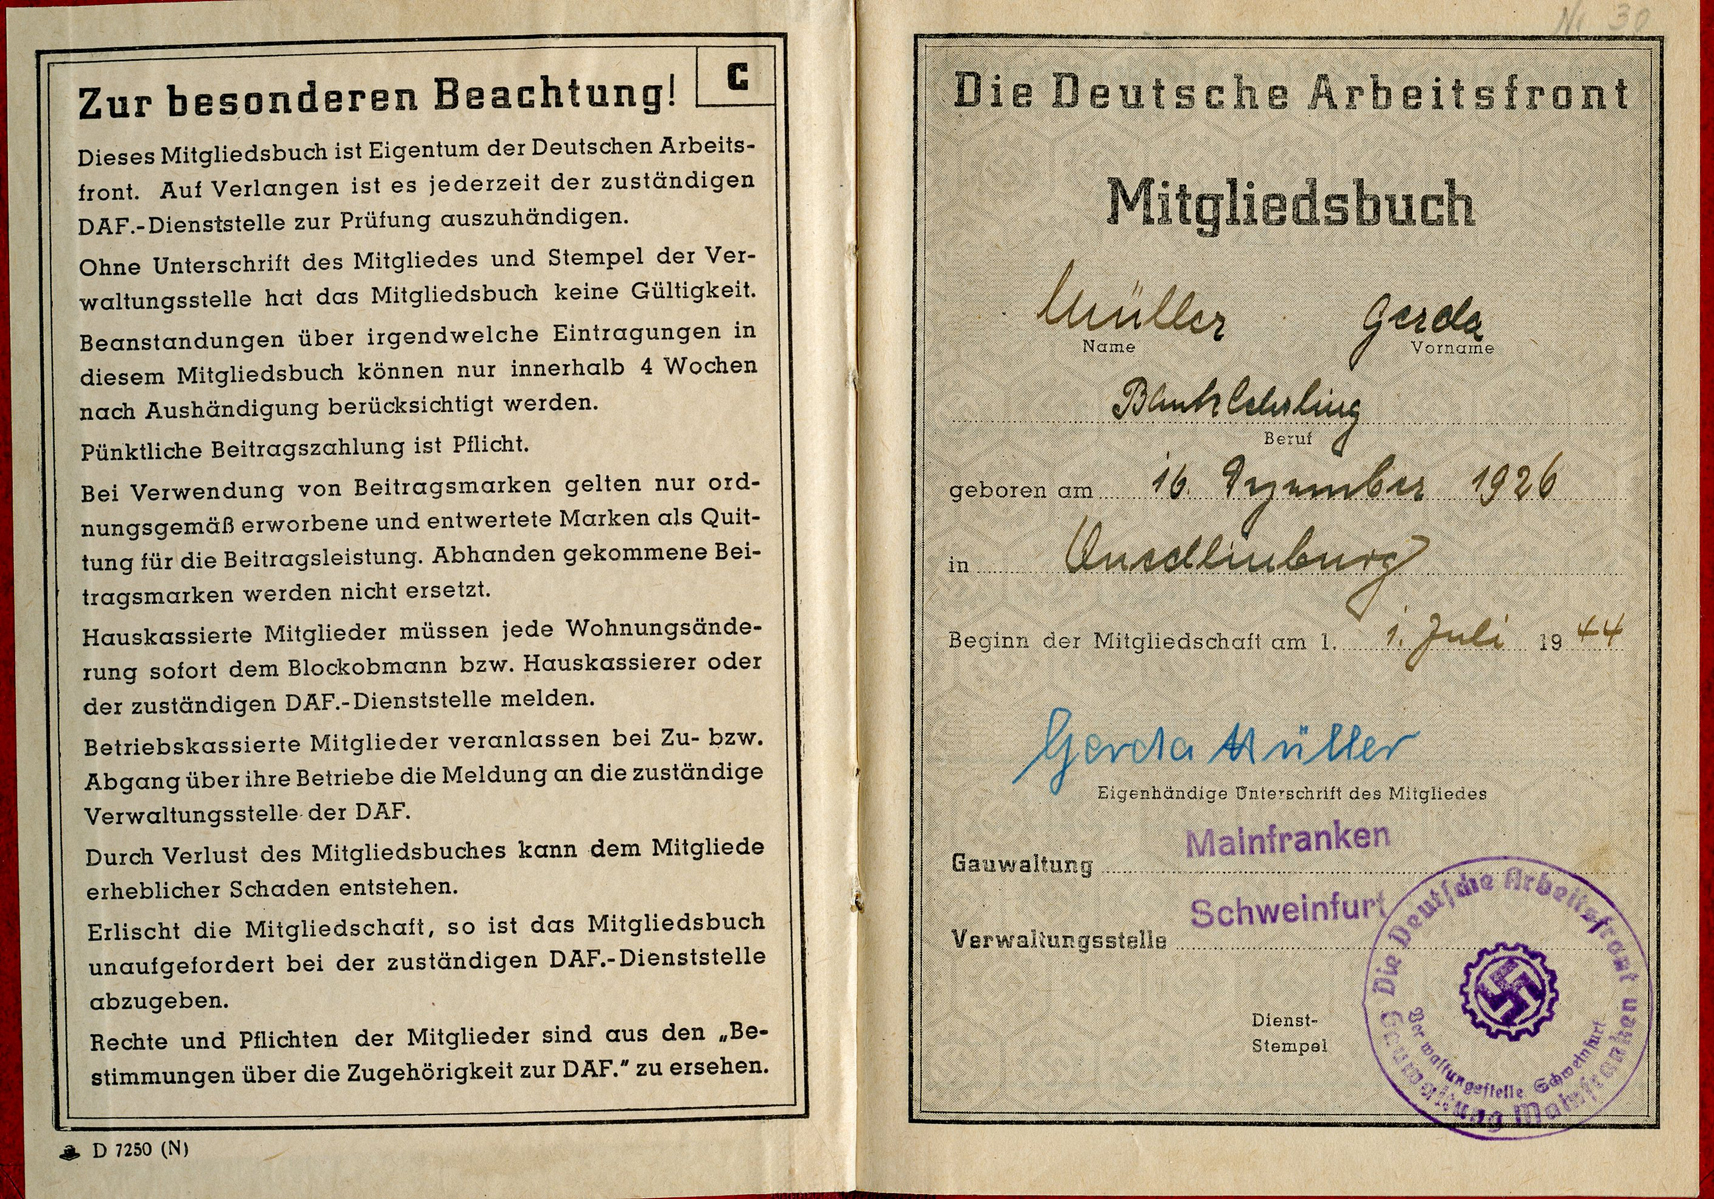 Zur besonderen Beachtung!
C
Dieses Mitgliedsbuch ist Eigentum der Deutschen Arbeits-
front. Auf Verlangen ist es jederzeit der zuständigen
DAF.-Dienststelle zur Prüfung auszuhändigen.
Ohne Unterschrift des Mitgliedes und Stempel der Ver-
waltungsstelle hat das Mitgliedsbuch keine Gültigkeit.
Beanstandungen über irgendwelche Eintragungen in
diesem Mitgliedsbuch können nur innerhalb 4 Wochen
nach Aushändigung berücksichtigt werden.
Pünktliche Beitragszahlung ist Pflicht.
Bei Verwendung von Beitragsmarken gelten nur ord-
nungsgemäß erworbene und entwertete Marken als Quit-
tung für die Beitragsleistung. Abhanden gekommene Bei-
tragsmarken werden nicht ersetzt.
Hauskassierte Mitglieder müssen jede Wohnungsände-
rung sofort dem Blockobmann bzw. Hauskassierer oder
der zuständigen DAF.-Dienststelle melden.
Betriebskassierte Mitglieder veranlassen bei Zu- bzw.
Abgang über ihre Betriebe die Meldung an die zuständige
Verwaltungsstelle der DAF.
Durch Verlust des Mitgliedsbuches kann dem Mitgliede
erheblicher Schaden entstehen.
Erlischt die Mitgliedschaft, so ist das Mitgliedsbuch
unaufgefordert bei der zuständigen DAF.-Dienststelle
abzugeben.
Rechte und Pflichten der Mitglieder sind aus den „Be-
stimmungen über die Zugehörigkeit zur DAF.“ zu ersehen.
D 7250 (N)
Die Deutsche Arbeitsfront
Mitgliedsbuch
Müller Gerda
Name Vorname
Banklehrling
Beruf
geboren am 16. Dezember 1926
in Quedlinburg
Beginn der Mitgliedschaft am 1. 1. Juli 1944
Gerda Müller
Eigenhändige Unterschrift des Mitgliedes
Gauwaltung Mainfranken
Verwaltungsstelle Schweinfurt
Dienst-
Stempel
Die Deutsche Arbeitsfront
Gauwaltung Mainfranken
Verwaltungsstelle Schweinfurt